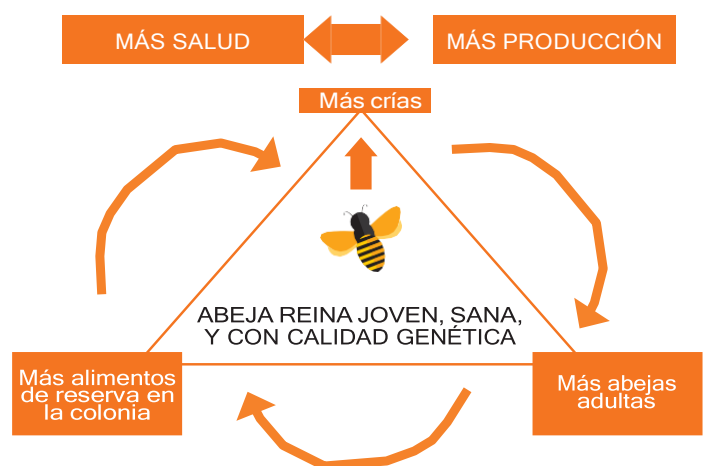 MÁS SALUD
MÁS PRODUCCIÓN
Más crías
ABEJA REINA JOVEN, SANA,
Y CON CALIDAD GENÉTICA
Más alimentos
de reserva en
la colonia
Más abejas
adultas